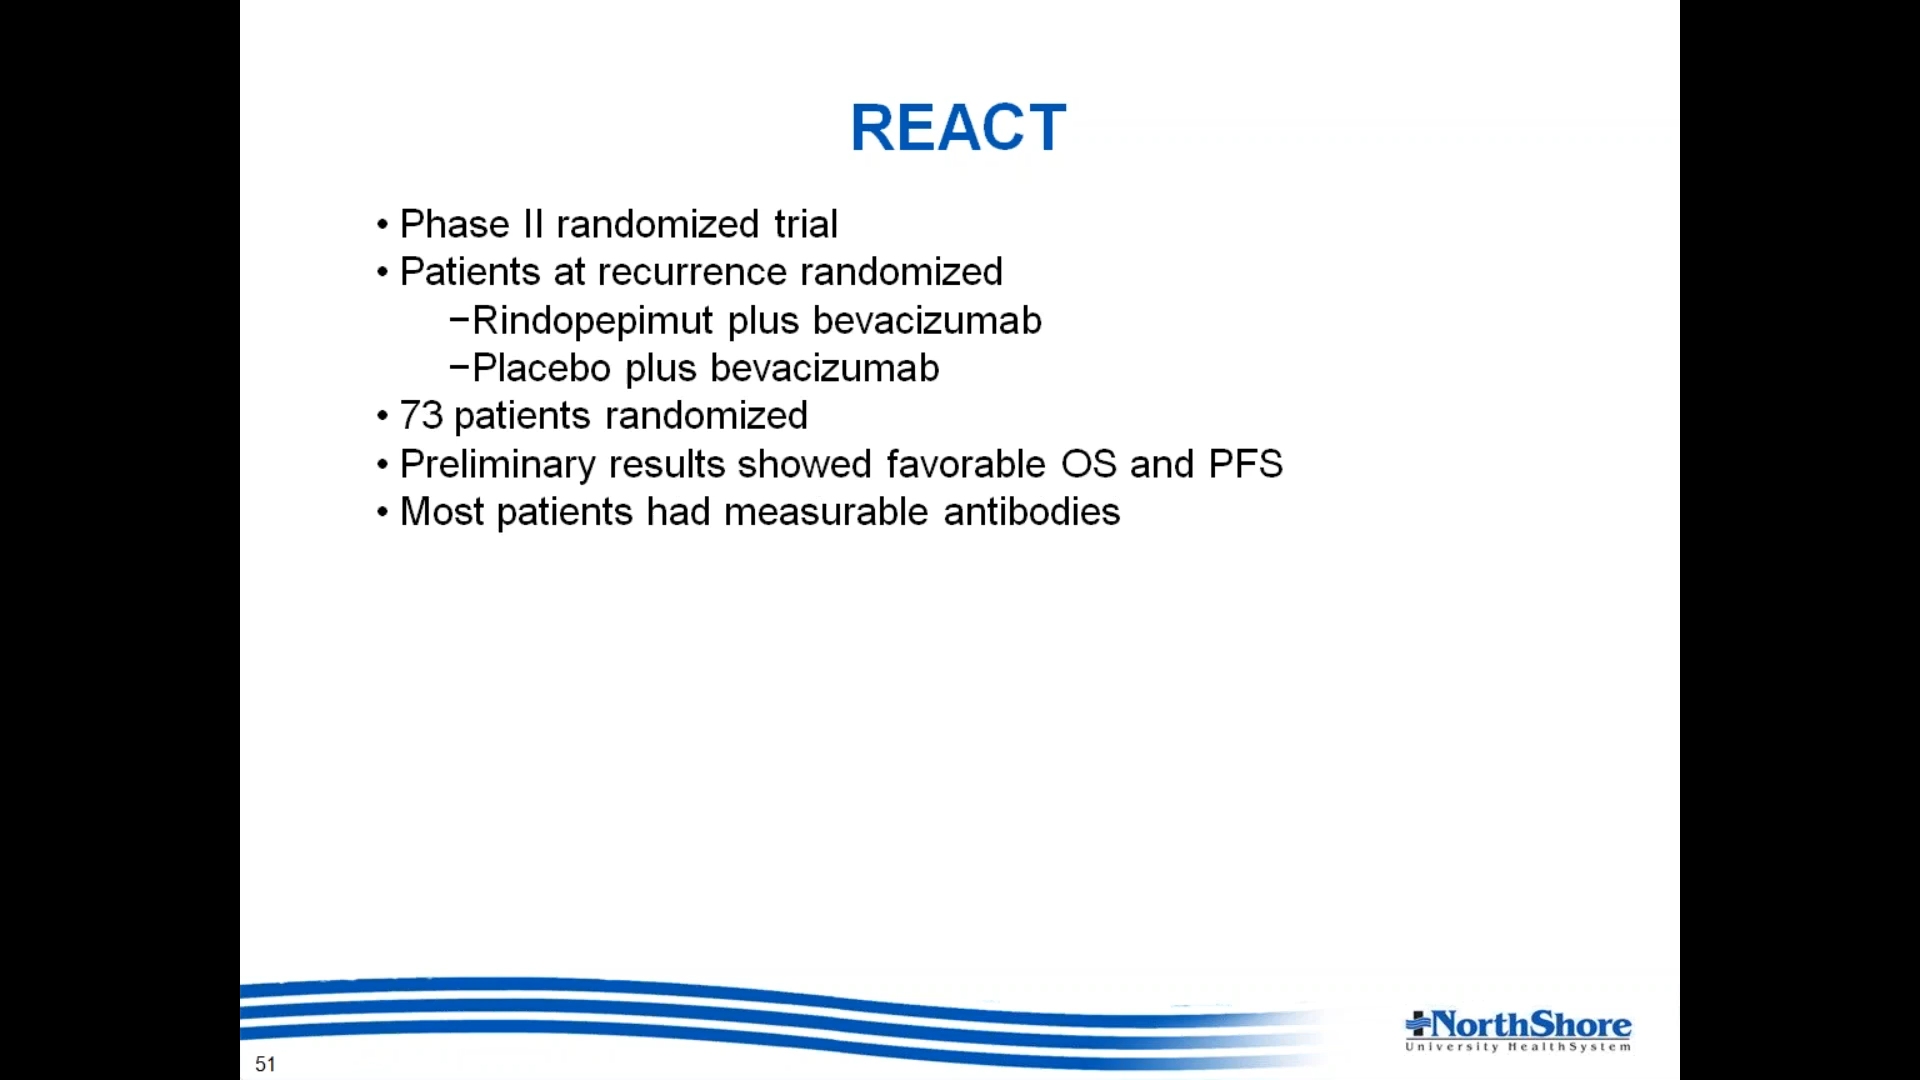 REACT
• Phase II randomized trial
• Patients at recurrence randomized
−Rindopepimut plus bevacizumab
−Placebo plus bevacizumab
• 73 patients randomized
• Preliminary results showed favorable OS and PFS
• Most patients had measurable antibodies
NorthShore
University HealthSystem
51